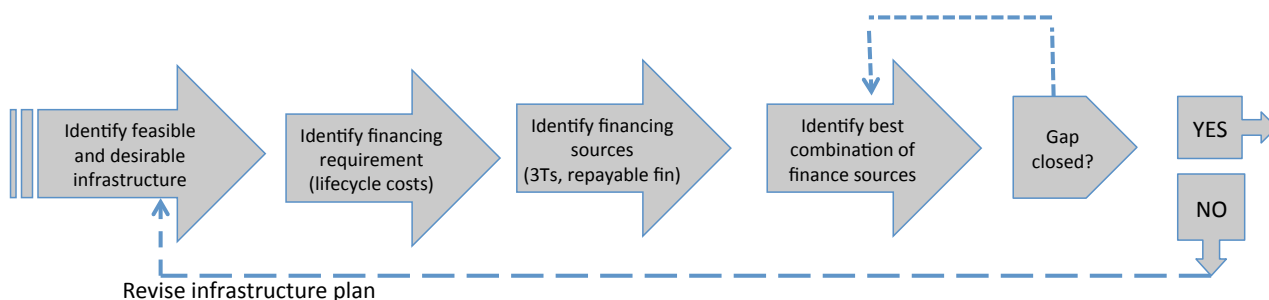 Identify feasible
and desirable
infrastructure
Identify financing
requirement
(lifecycle costs)
Identify financing
sources
(3Ts, repayable fin)
Identify best
combination of
finance sources
Gap
closed?
YES
NO
Revise infrastructure plan